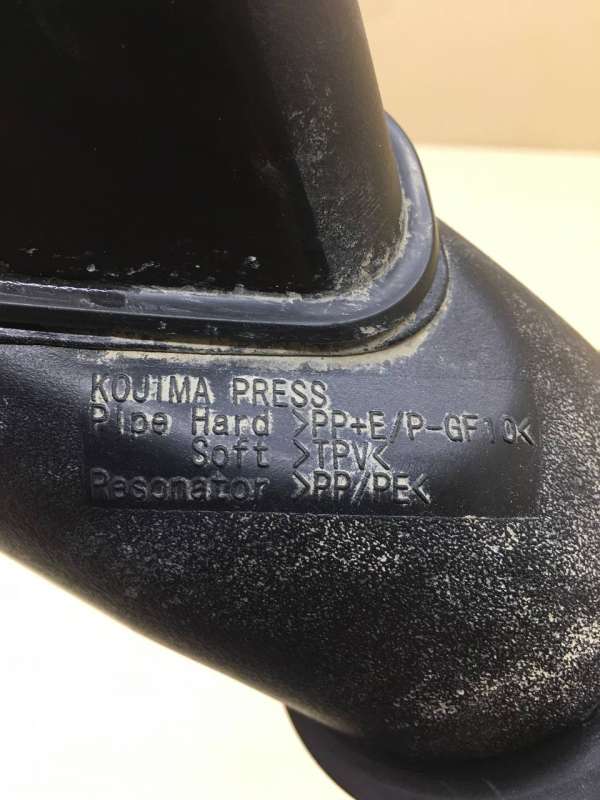 KOJIMA PRESS
Pipe Hard >PP+E/P-GF10<
Soft >TPV<
Resonator >PP/PE<